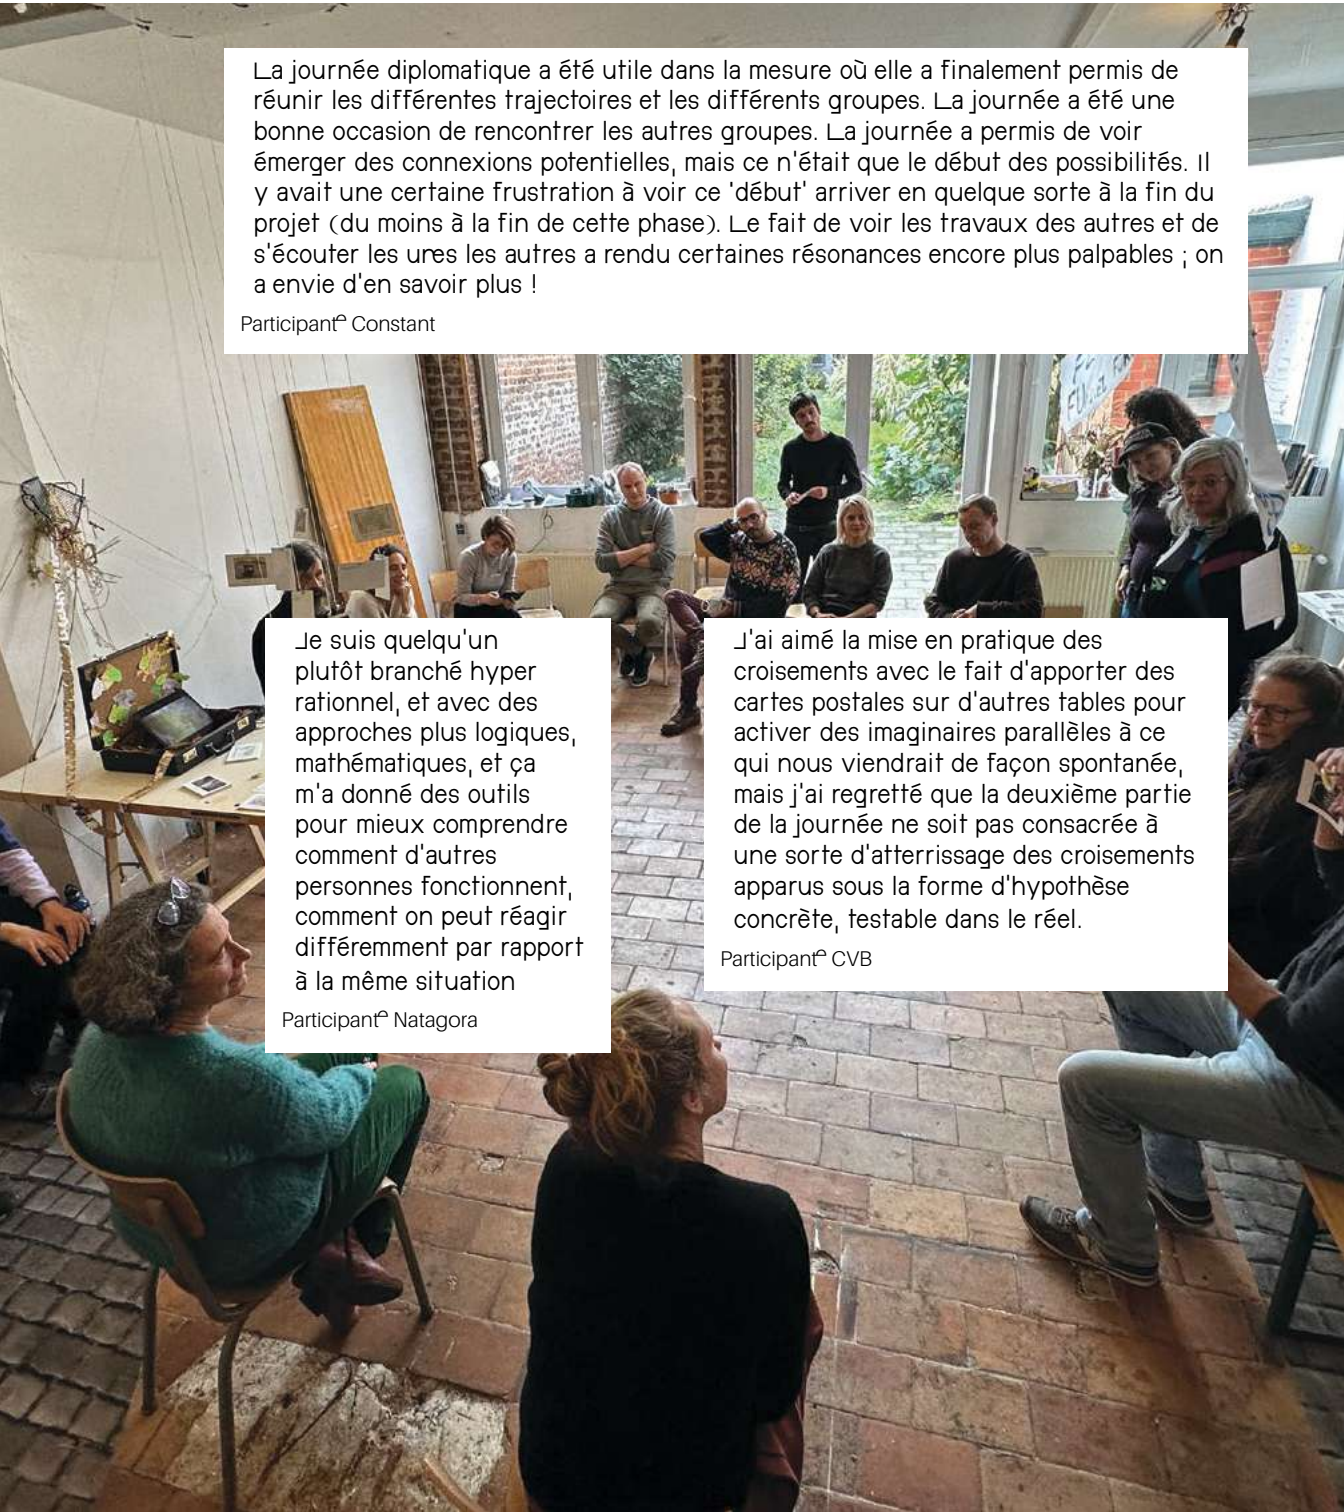 La journée diplomatique a été utile dans la mesure où elle a finalement permis de
réunir les différentes trajectoires et les différents groupes. La journée a été une
bonne occasion de rencontrer les autres groupes. La journée a permis de voir
émerger des connexions potentielles, mais ce n'était que le début des possibilités. Il
y avait une certaine frustration à voir ce 'début' arriver en quelque sorte à la fin du
projet (du moins à la fin de cette phase). Le fait de voir les travaux des autres et de
s'écouter les unes les autres a rendu certaines résonances encore plus palpables ; on
a envie d'en savoir plus !
Participant·e Constant
Je suis quelqu'un
plutôt branché hyper
rationnel, et avec des
approches plus logiques,
mathématiques, et ça
m'a donné des outils
pour mieux comprendre
comment d'autres
personnes fonctionnent,
comment on peut réagir
différemment par rapport
à la même situation
Participant·e Natagora
J'ai aimé la mise en pratique des
croisements avec le fait d'apporter des
cartes postales sur d'autres tables pour
activer des imaginaires parallèles à ce
qui nous viendrait de façon spontanée,
mais j'ai regretté que la deuxième partie
de la journée ne soit pas consacrée à
une sorte d'atterrissage des croisements
apparus sous la forme d'hypothèse
concrète, testable dans le réel.
Participant·e CVB